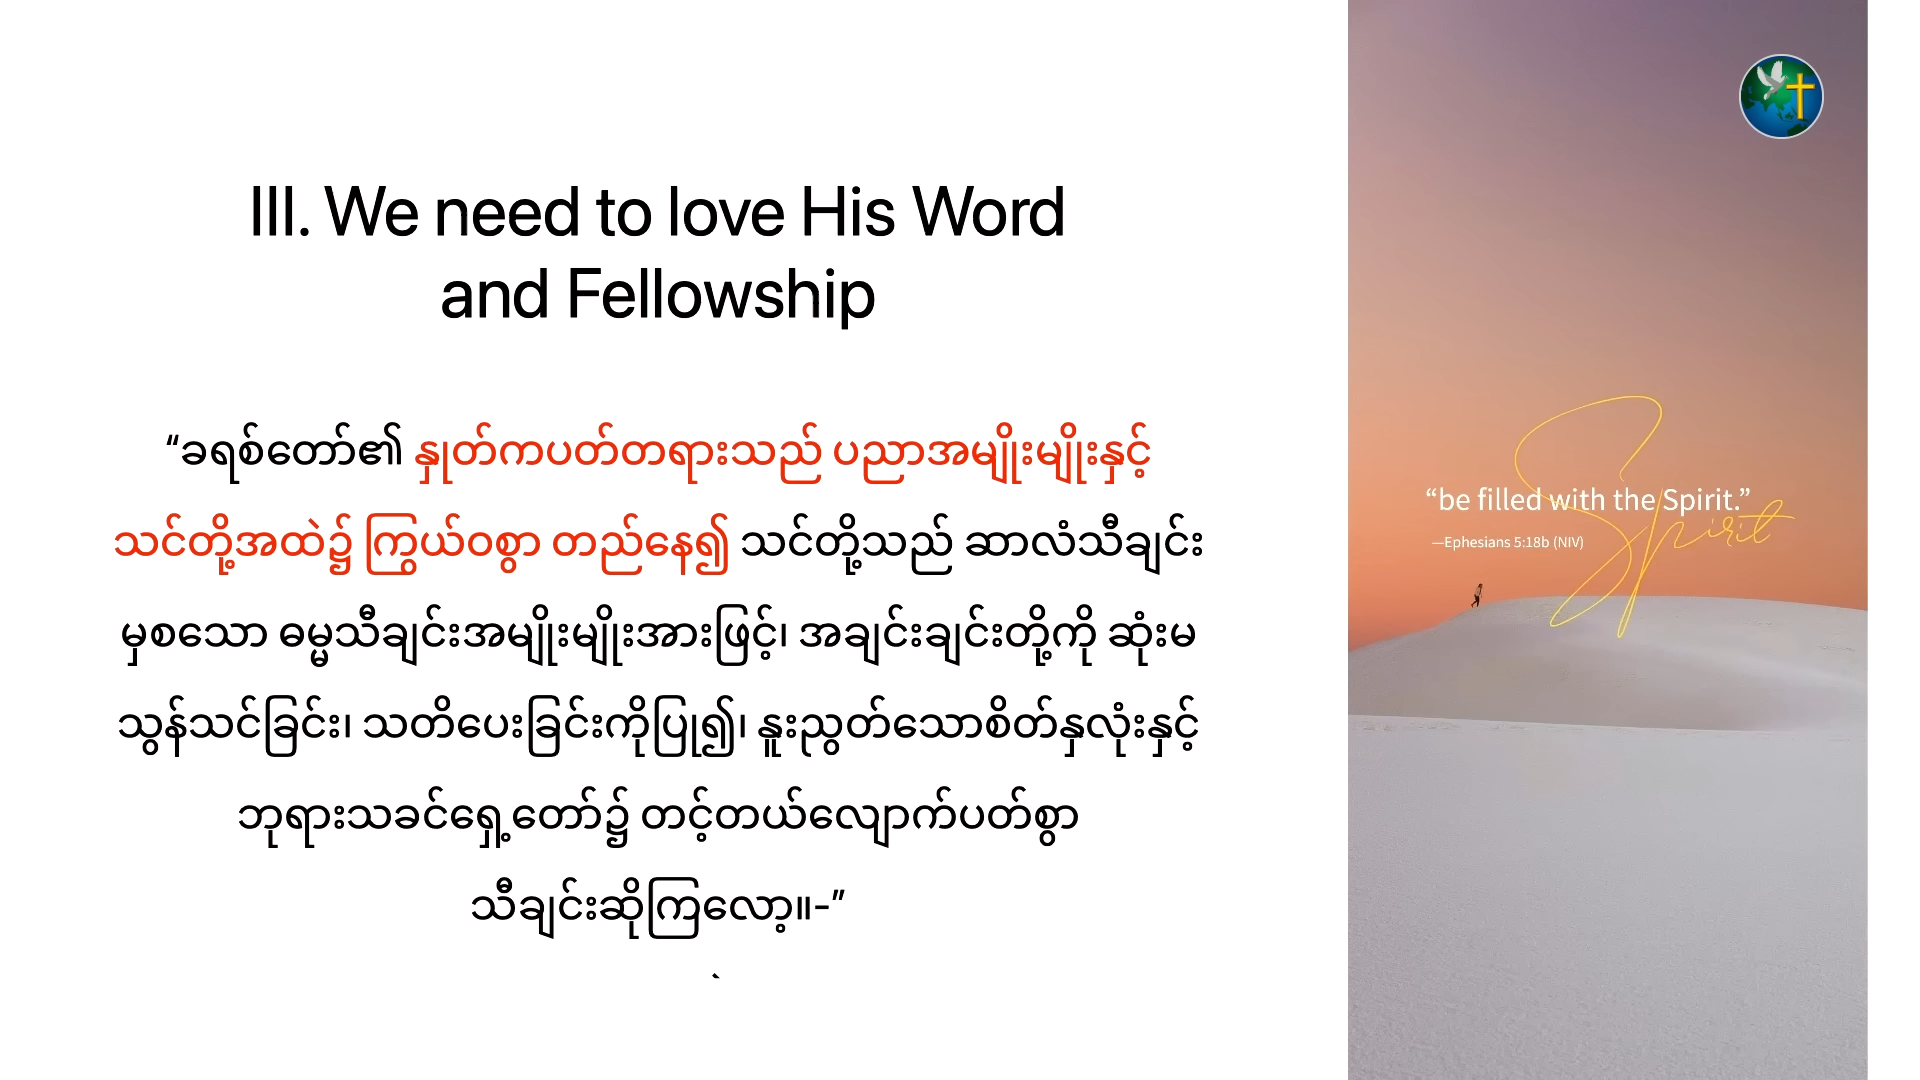 III. We need to love His Word
and Fellowship
“ခရစ်တော်၏ နှုတ်ကပတ်တရားသည် ပညာအမျိုးမျိုးနှင့်
သင်တို့အထဲ၌ ကြွယ်ဝစွာ တည်နေ၍ သင်တို့သည် ဆာလံသီချင်း
မှစသော ဓမ္မသီချင်းအမျိုးမျိုးအားဖြင့်၊ အချင်းချင်းတို့ကို ဆုံးမ
သွန်သင်ခြင်း၊ သတိပေးခြင်းကိုပြု၍၊ နူးညွတ်သောစိတ်နှလုံးနှင့်
ဘုရားသခင်ရှေ့တော်၌ တင့်တယ်လျောက်ပတ်စွာ
သီချင်းဆိုကြလော့။-”
`
“be filled with the Spirit.”
Spirit
—Ephesians 5:18b (NIV)